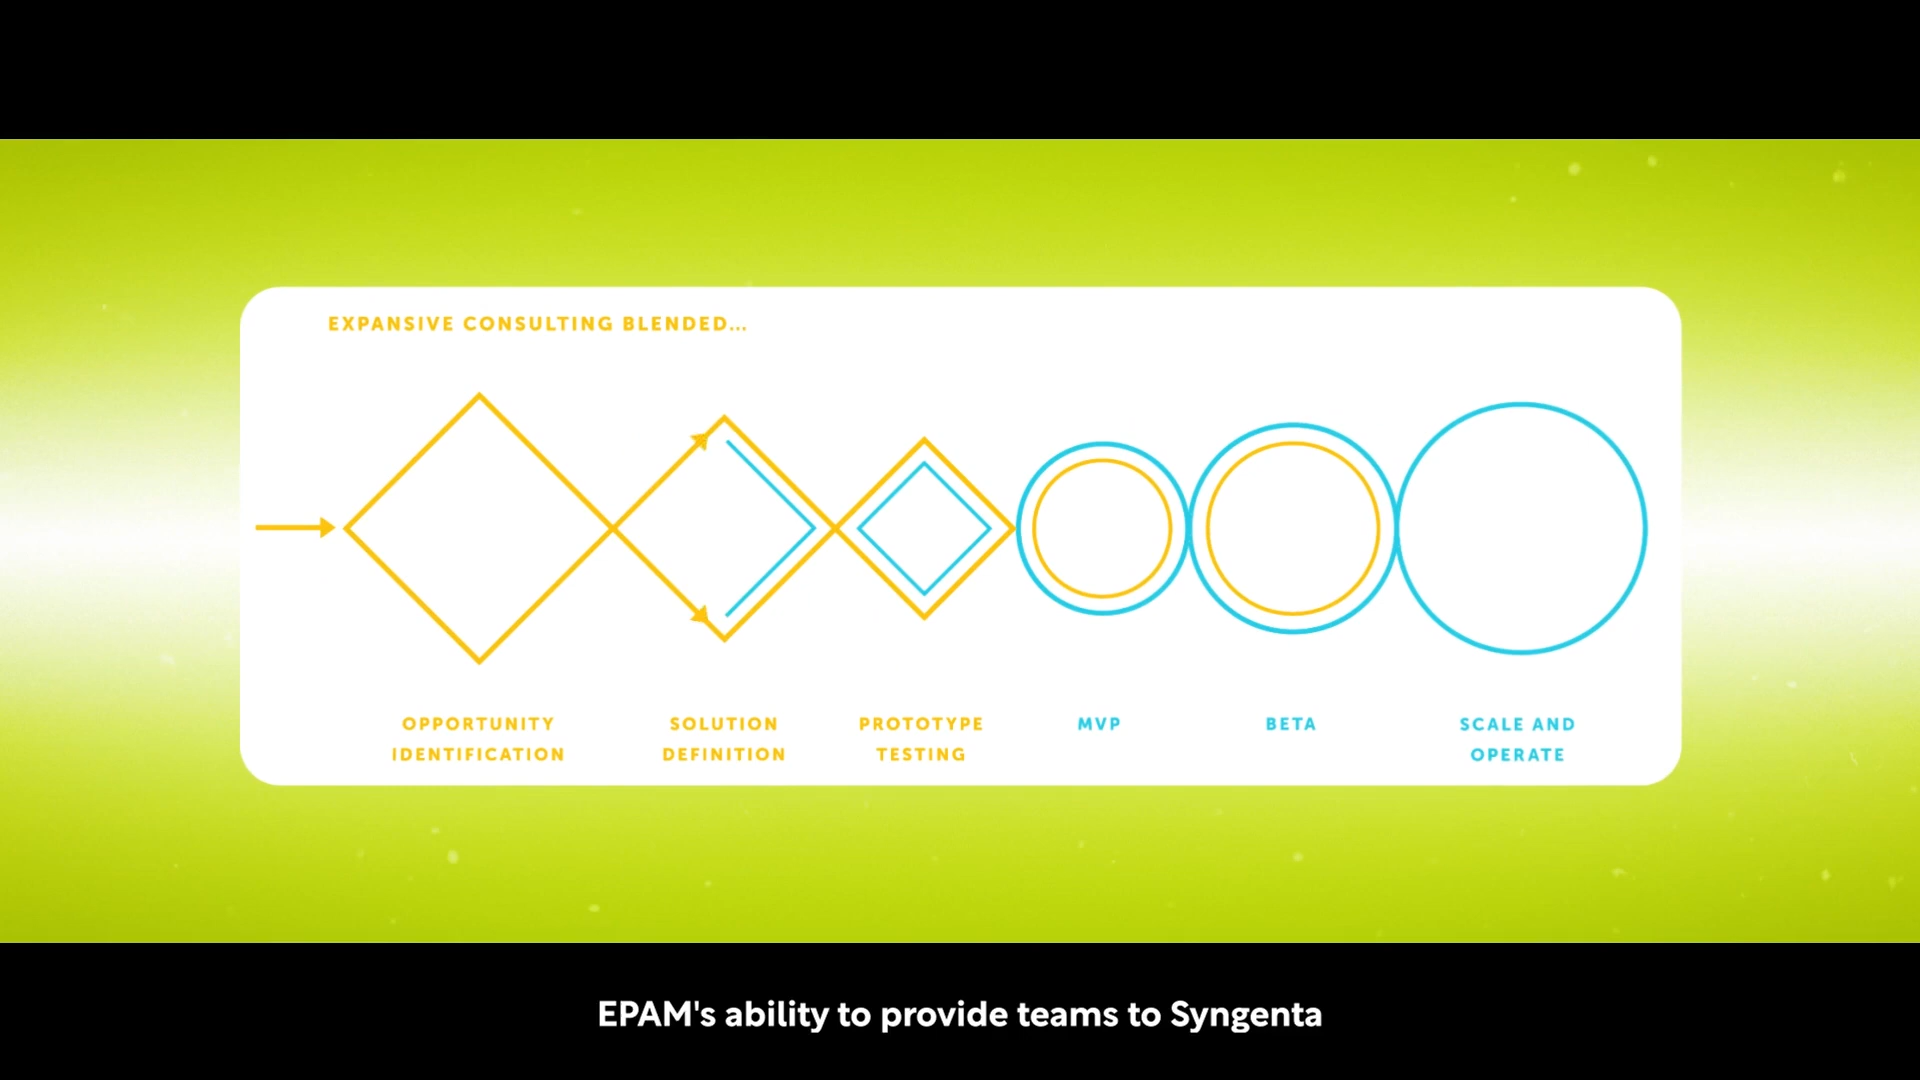 EXPANSIVE CONSULTING BLENDED...
OPPORTUNITY
IDENTIFICATION
SOLUTION
DEFINITION
PROTOTYPE
TESTING
MVP
BETA
SCALE AND
OPERATE
EPAM's ability to provide teams to Syngenta